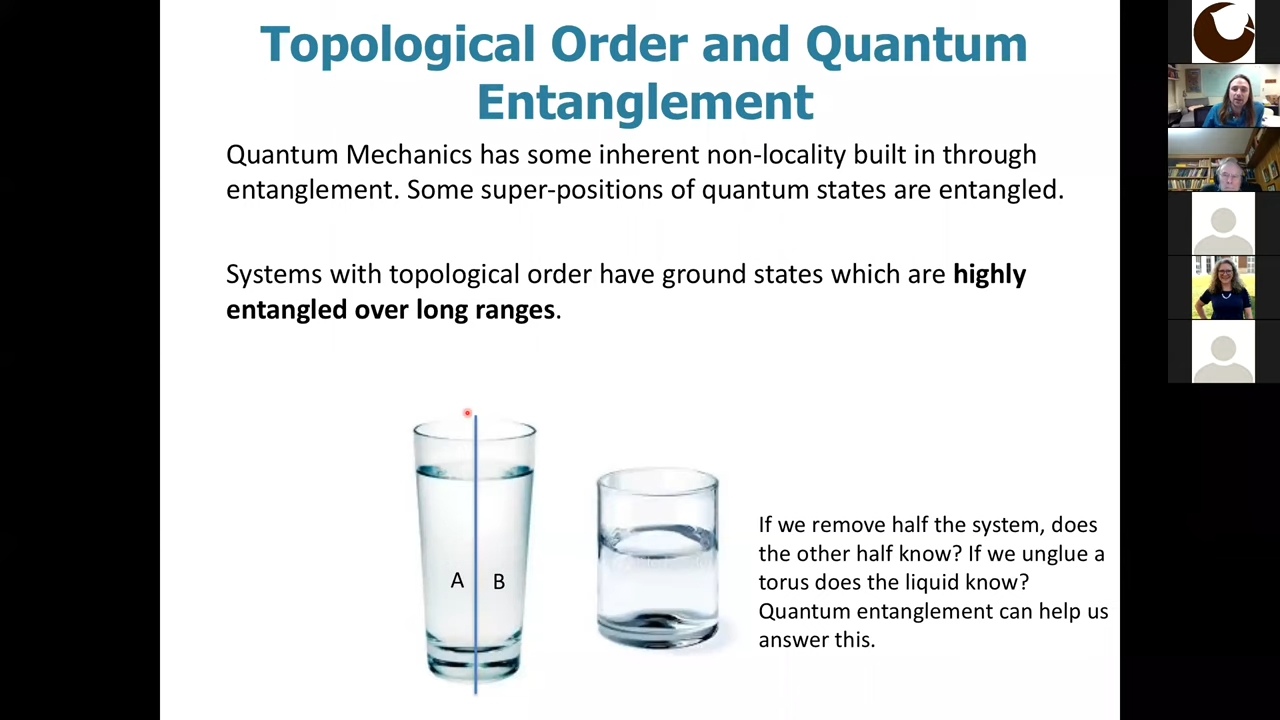 Topological Order and Quantum
Entanglement
Quantum Mechanics has some inherent non-locality built in through
entanglement. Some super-positions of quantum states are entangled.
Systems with topological order have ground states which are highly
entangled over long ranges.
A B
If we remove half the system, does
the other half know? If we unglue a
torus does the liquid know?
Quantum entanglement can help us
answer this.